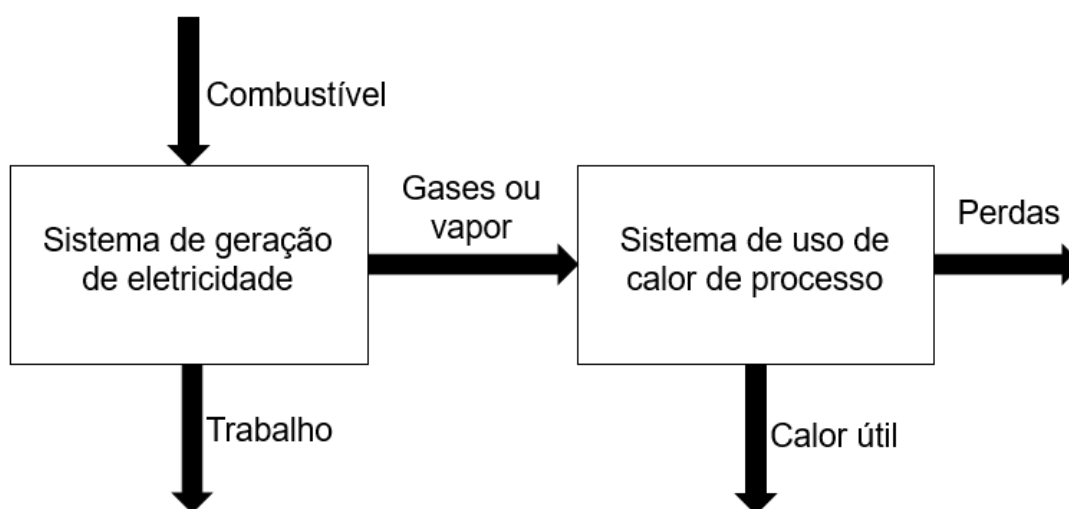 Combustível
Sistema de geração
de eletricidade
Gases ou
vapor
Sistema de uso de
calor de processo
Perdas
Trabalho
Calor útil